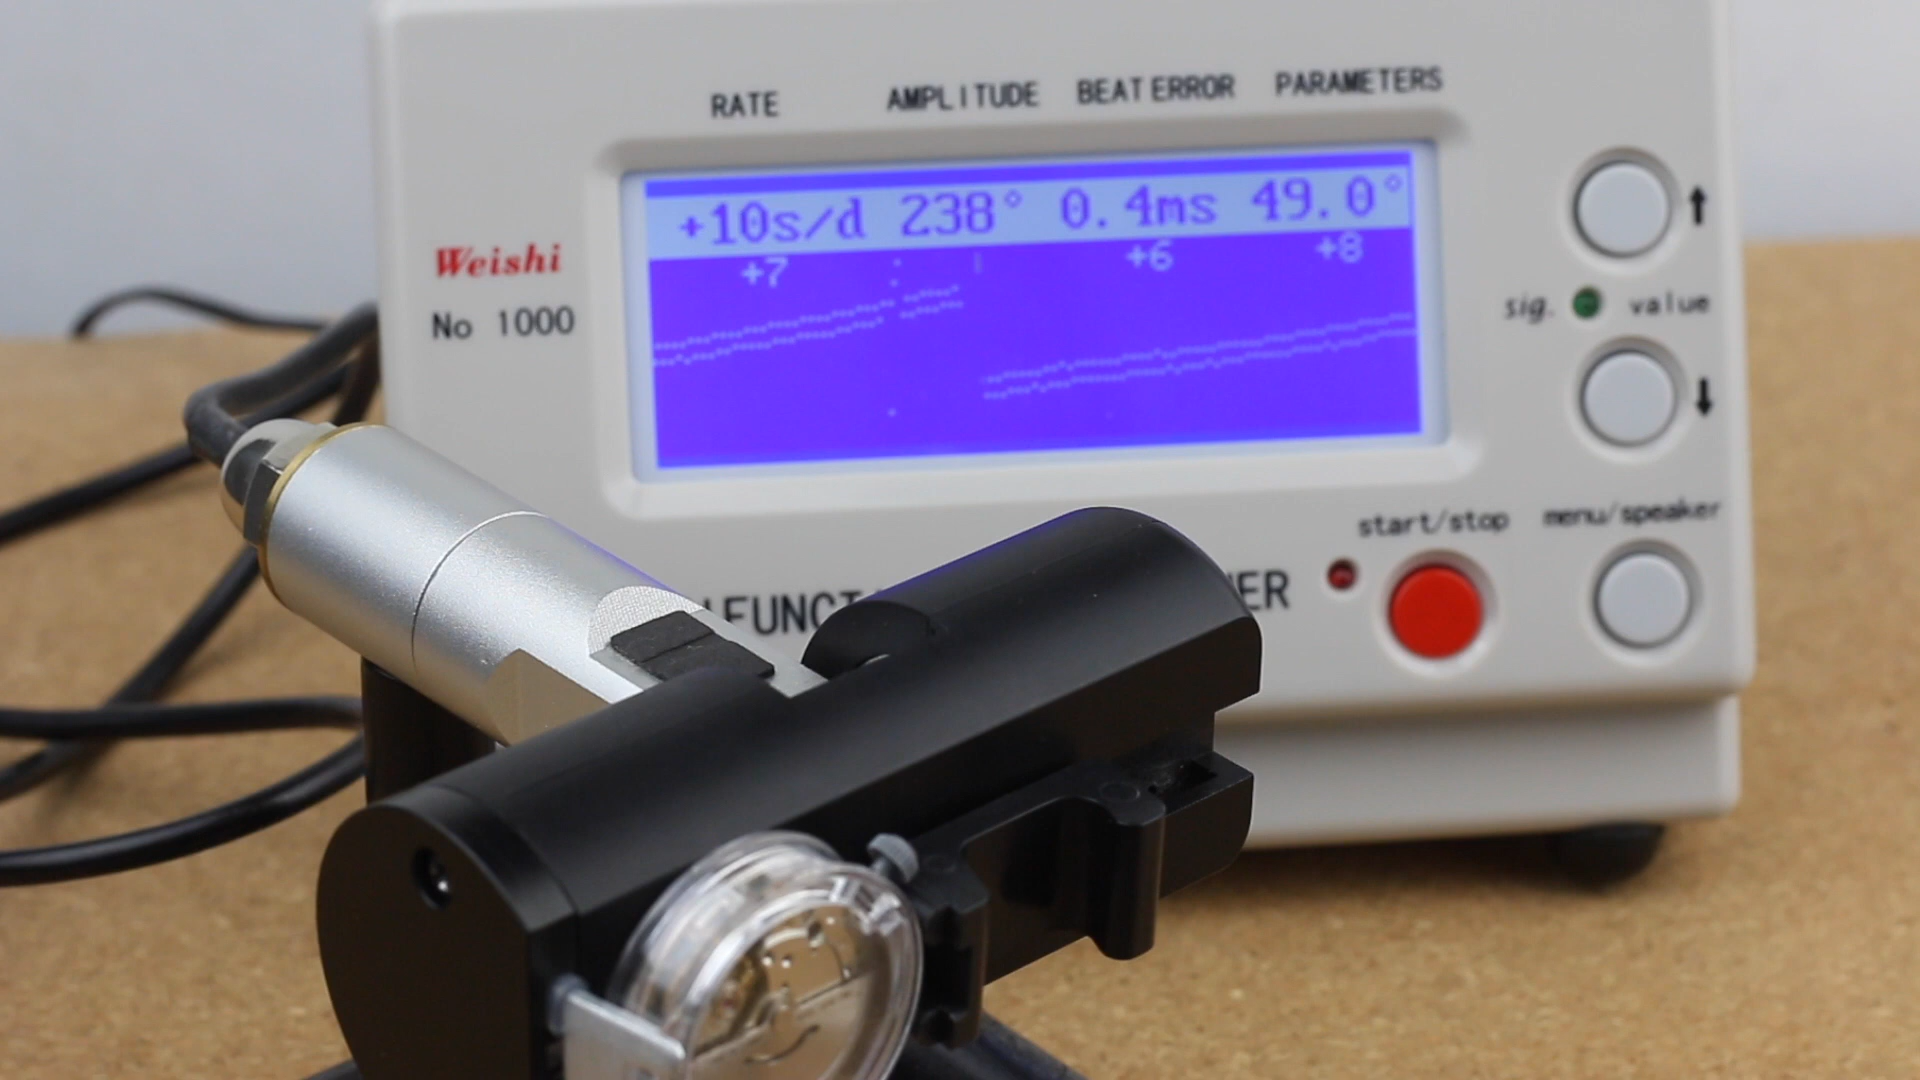 RATE AMPLITUDE BEAT ERROR PARAMETERS
+10s/d 238° 0.4ms 49.0°
+7 +6 +8
Weishi
No 1000
sig. value
start/stop menu/speaker